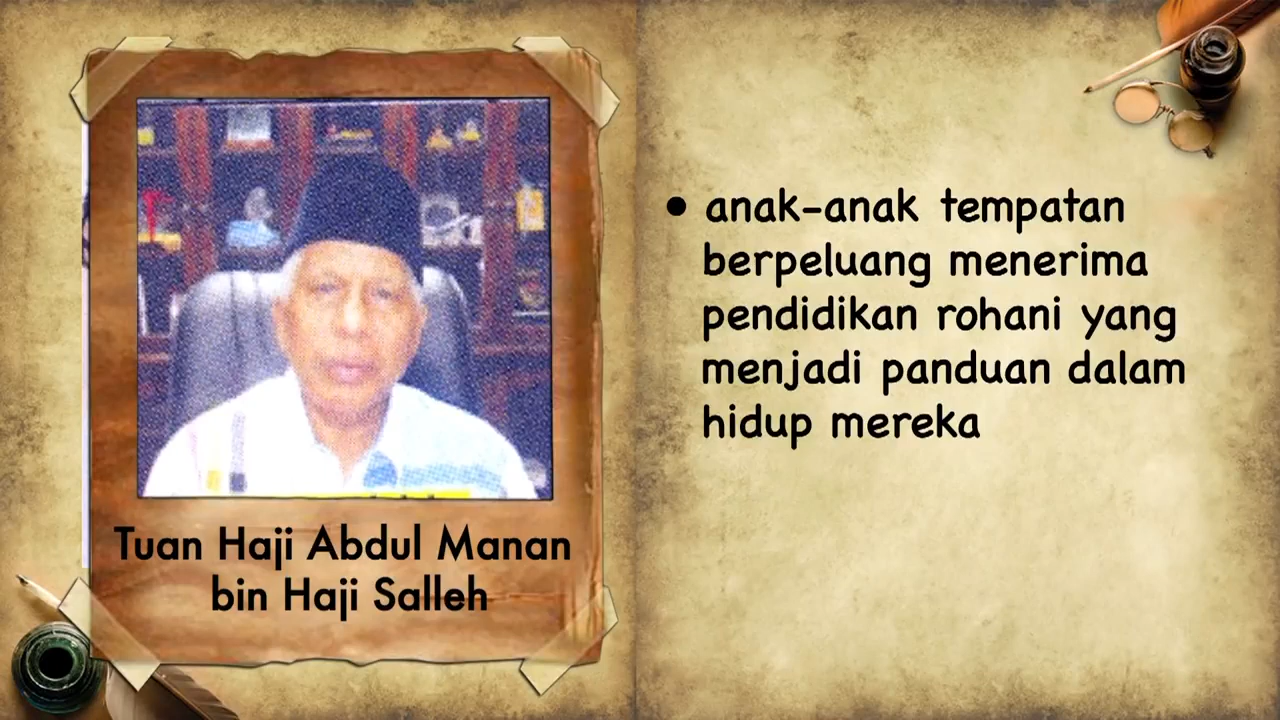 Tuan Haji Abdul Manan
bin Haji Salleh
• anak-anak tempatan
berpeluang menerima
pendidikan rohani yang
menjadi panduan dalam
hidup mereka